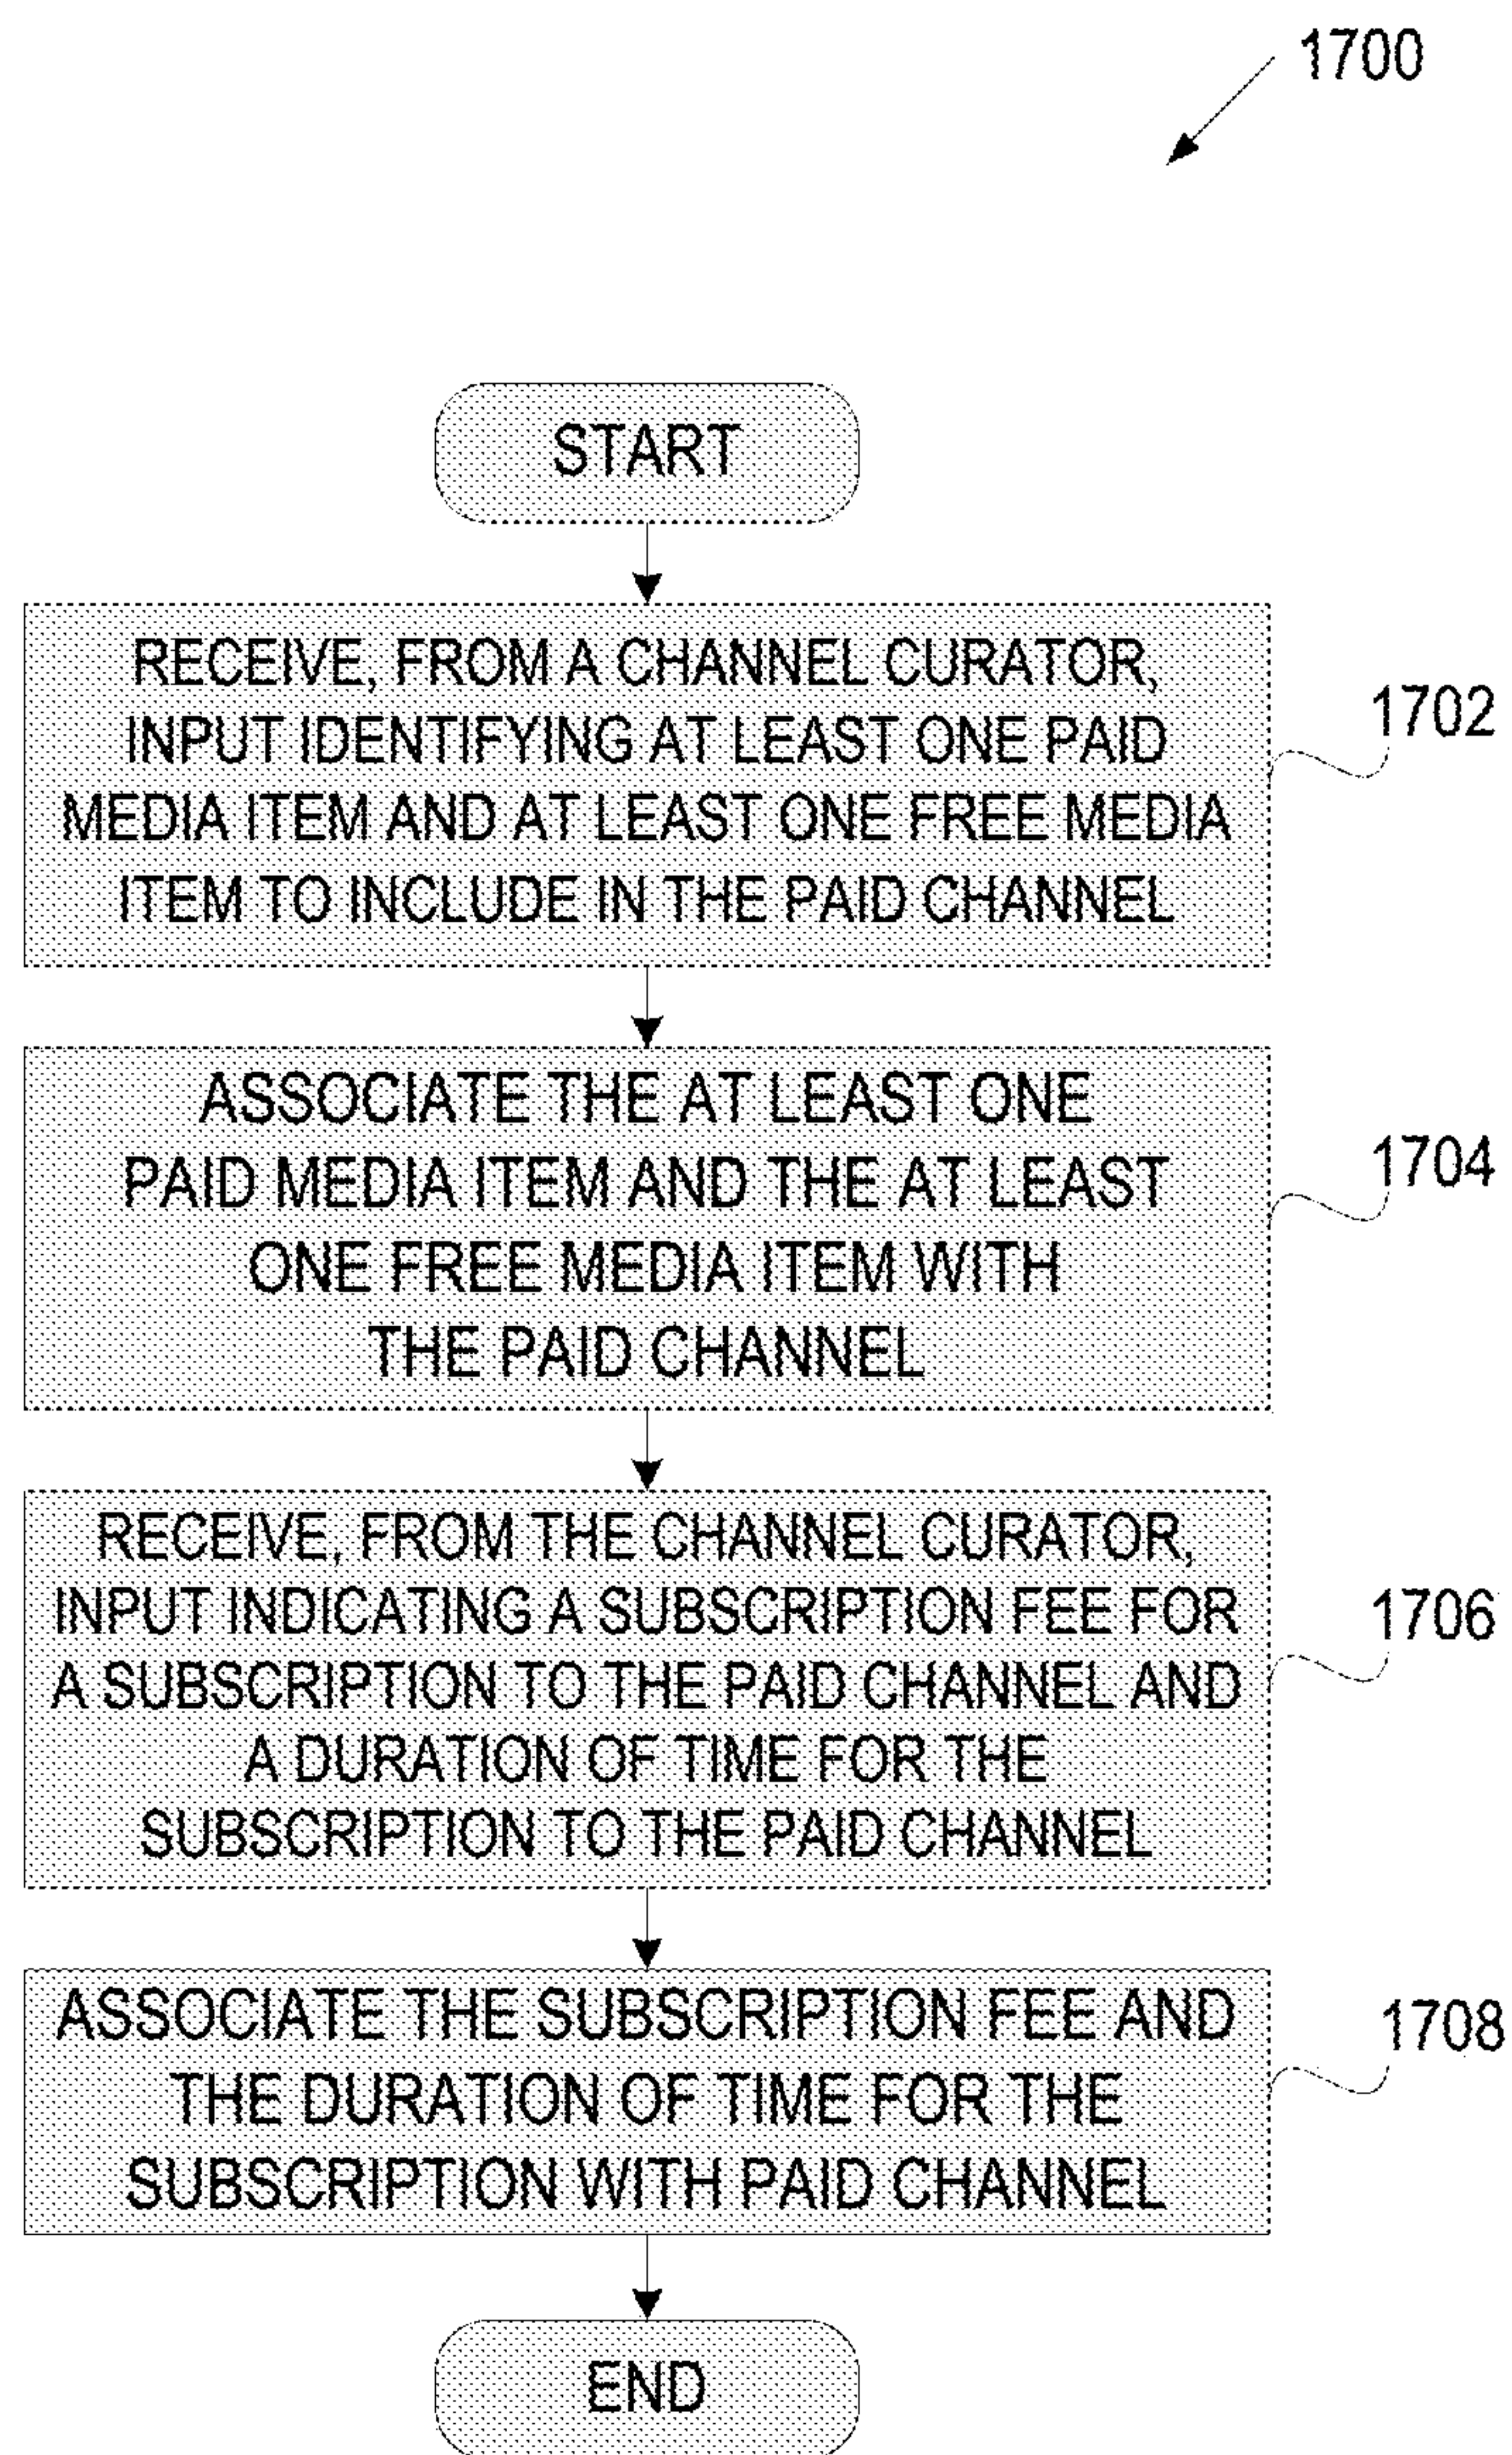 1700
START
RECEIVE, FROM A CHANNEL CURATOR,
INPUT IDENTIFYING AT LEAST ONE PAID
MEDIA ITEM AND AT LEAST ONE FREE MEDIA
ITEM TO INCLUDE IN THE PAID CHANNEL
1702
ASSOCIATE THE AT LEAST ONE
PAID MEDIA ITEM AND THE AT LEAST
ONE FREE MEDIA ITEM WITH
THE PAID CHANNEL
1704
RECEIVE, FROM THE CHANNEL CURATOR,
INPUT INDICATING A SUBSCRIPTION FEE FOR
A SUBSCRIPTION TO THE PAID CHANNEL AND
A DURATION OF TIME FOR THE
SUBSCRIPTION TO THE PAID CHANNEL
1706
ASSOCIATE THE SUBSCRIPTION FEE AND
THE DURATION OF TIME FOR THE
SUBSCRIPTION WITH PAID CHANNEL
1708
END